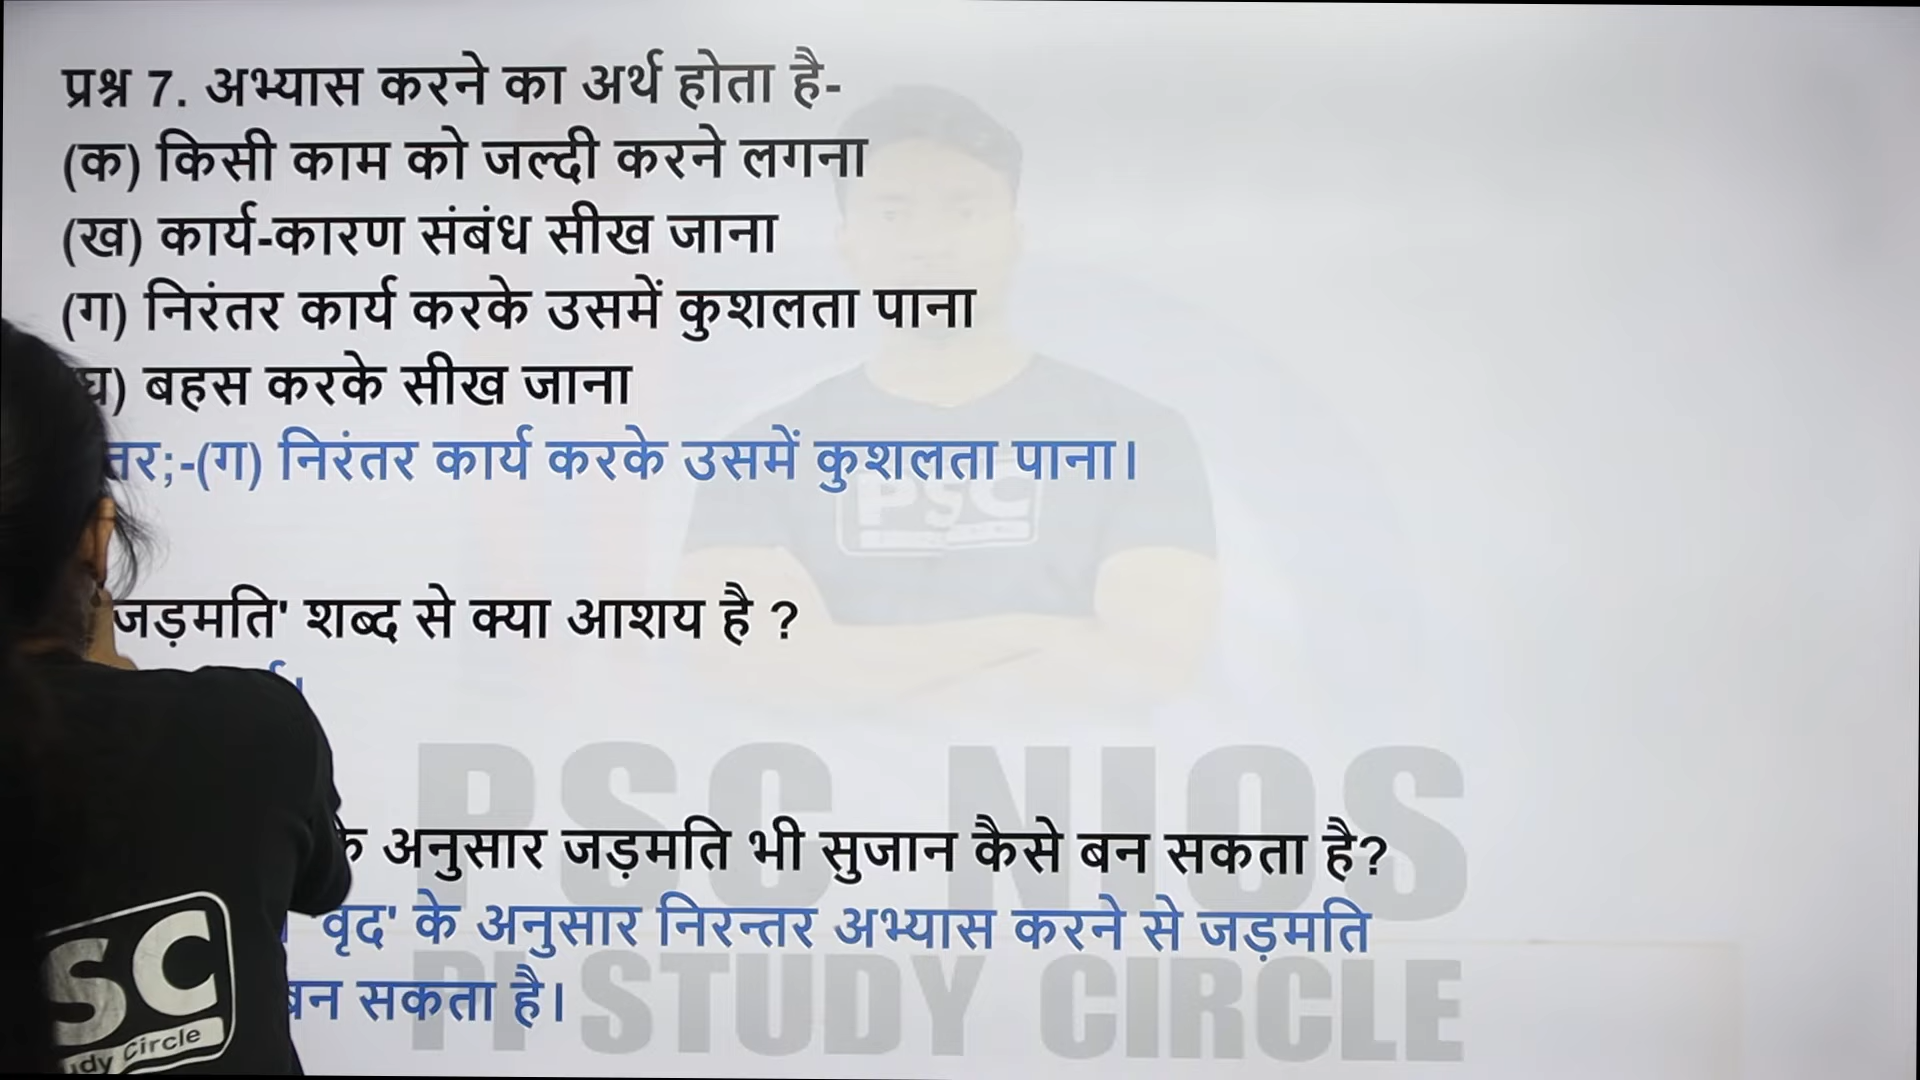 प्रश्न 7. अभ्यास करने का अर्थ होता है-
(क) किसी काम को जल्दी करने लगना
(ख) कार्य-कारण संबंध सीख जाना
(ग) निरंतर कार्य करके उसमें कुशलता पाना
घ) बहस करके सीख जाना
तर;-(ग) निरंतर कार्य करके उसमें कुशलता पाना।
PSC
जड़मति' शब्द से क्या आशय है ?
PSC NIOS
के अनुसार जड़मति भी सुजान कैसे बन सकता है?
'वृद' के अनुसार निरन्तर अभ्यास करने से जड़मति
बन सकता है।
STUDY CIRCLE
SC
udy Circle